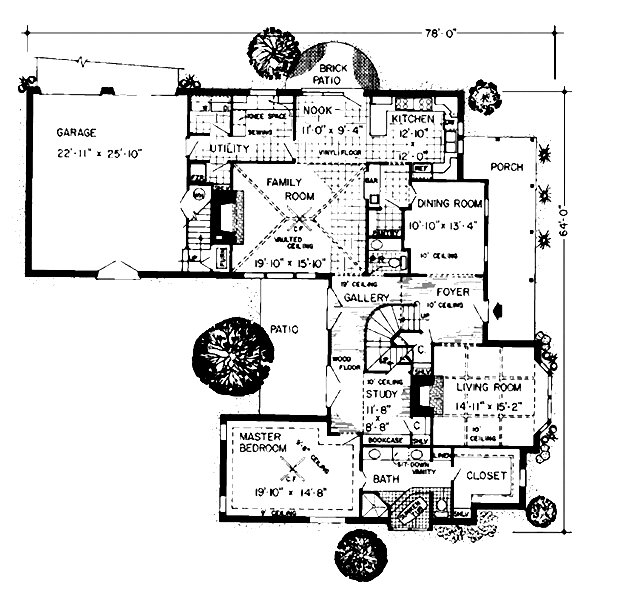 78'-0"
BRICK
PATIO
GARAGE
22'-11" x 25'-10"
W
D
KNEE SPACE
SEWING
UTILITY
NOOK
11'-0" x 9'-4"
VINYL FLOOR
KITCHEN
12'-10"
x
12'-0"
DW
REF
PORCH
64'-0"
FZR
FAMILY
ROOM
C F
VAULTED
CEILING
19'-10" x 15'-10"
BAR
PANTRY
DINING ROOM
10'-10" x 13'-4"
10' CEILING
UP
FURN
19' CEILING
GALLERY
FOYER
10' CEILING
UP
C
PATIO
WOOD
FLOOR
10' CEILING
STUDY
11'-8"
x
8'-8"
C
BOOKCASE
SHLV
LIVING ROOM
14'-11" x 15'-2"
10'
CEILING
MASTER
BEDROOM
9'-8" CEILING
C F
19'-10" x 14'-8"
9' CEILING
SIT-DOWN
VANITY
LINEN
BATH
CLOSET
SHLV